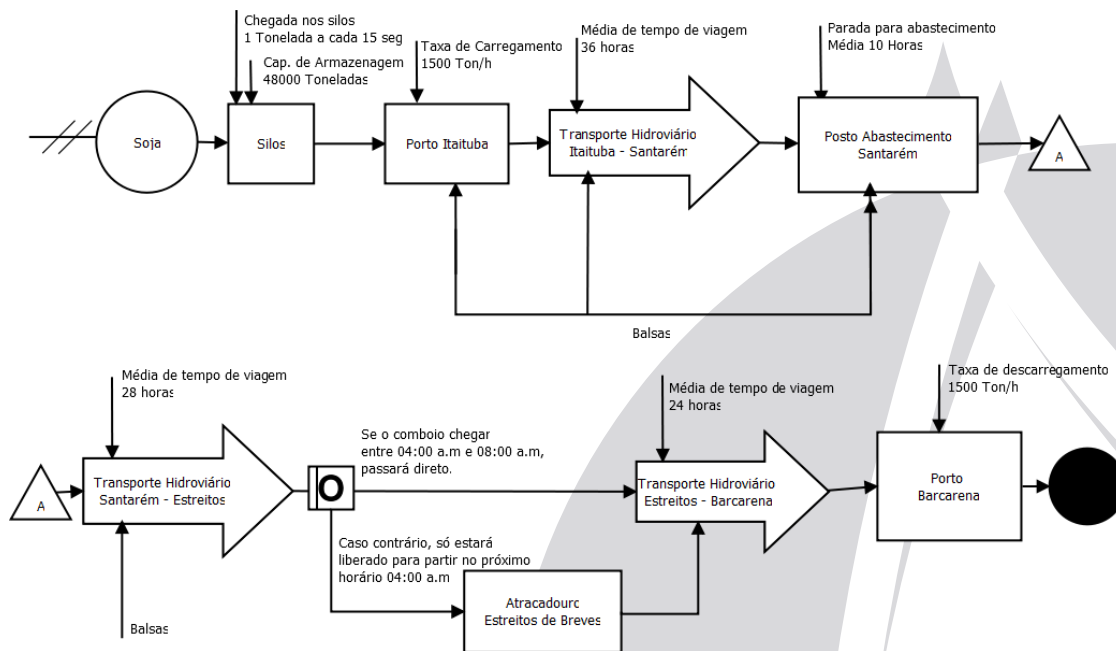 Chegada nos silos
1 Tonelada a cada 15 seg
Cap. de Armazenagem
48000 Toneladas
Taxa de Carregamento
1500 Ton/h
Média de tempo de viagem
36 horas
Parada para abastecimento
Média 10 Horas
Soja
Silos
Porto Itaituba
Transporte Hidroviário
Itaituba - Santarém
Posto Abastecimento
Santarém
A
Balsas
Média de tempo de viagem
28 horas
Média de tempo de viagem
24 horas
Taxa de descarregamento
1500 Ton/h
Se o comboio chegar
entre 04:00 a.m e 08:00 a.m,
passará direto.
A
Transporte Hidroviário
Santarém - Estreitos
O
Transporte Hidroviário
Estreitos - Barcarena
Porto
Barcarena
Caso contrário, só estará
liberado para partir no próximo
horário 04:00 a.m
Atracadouro
Estreitos de Breves
Balsas